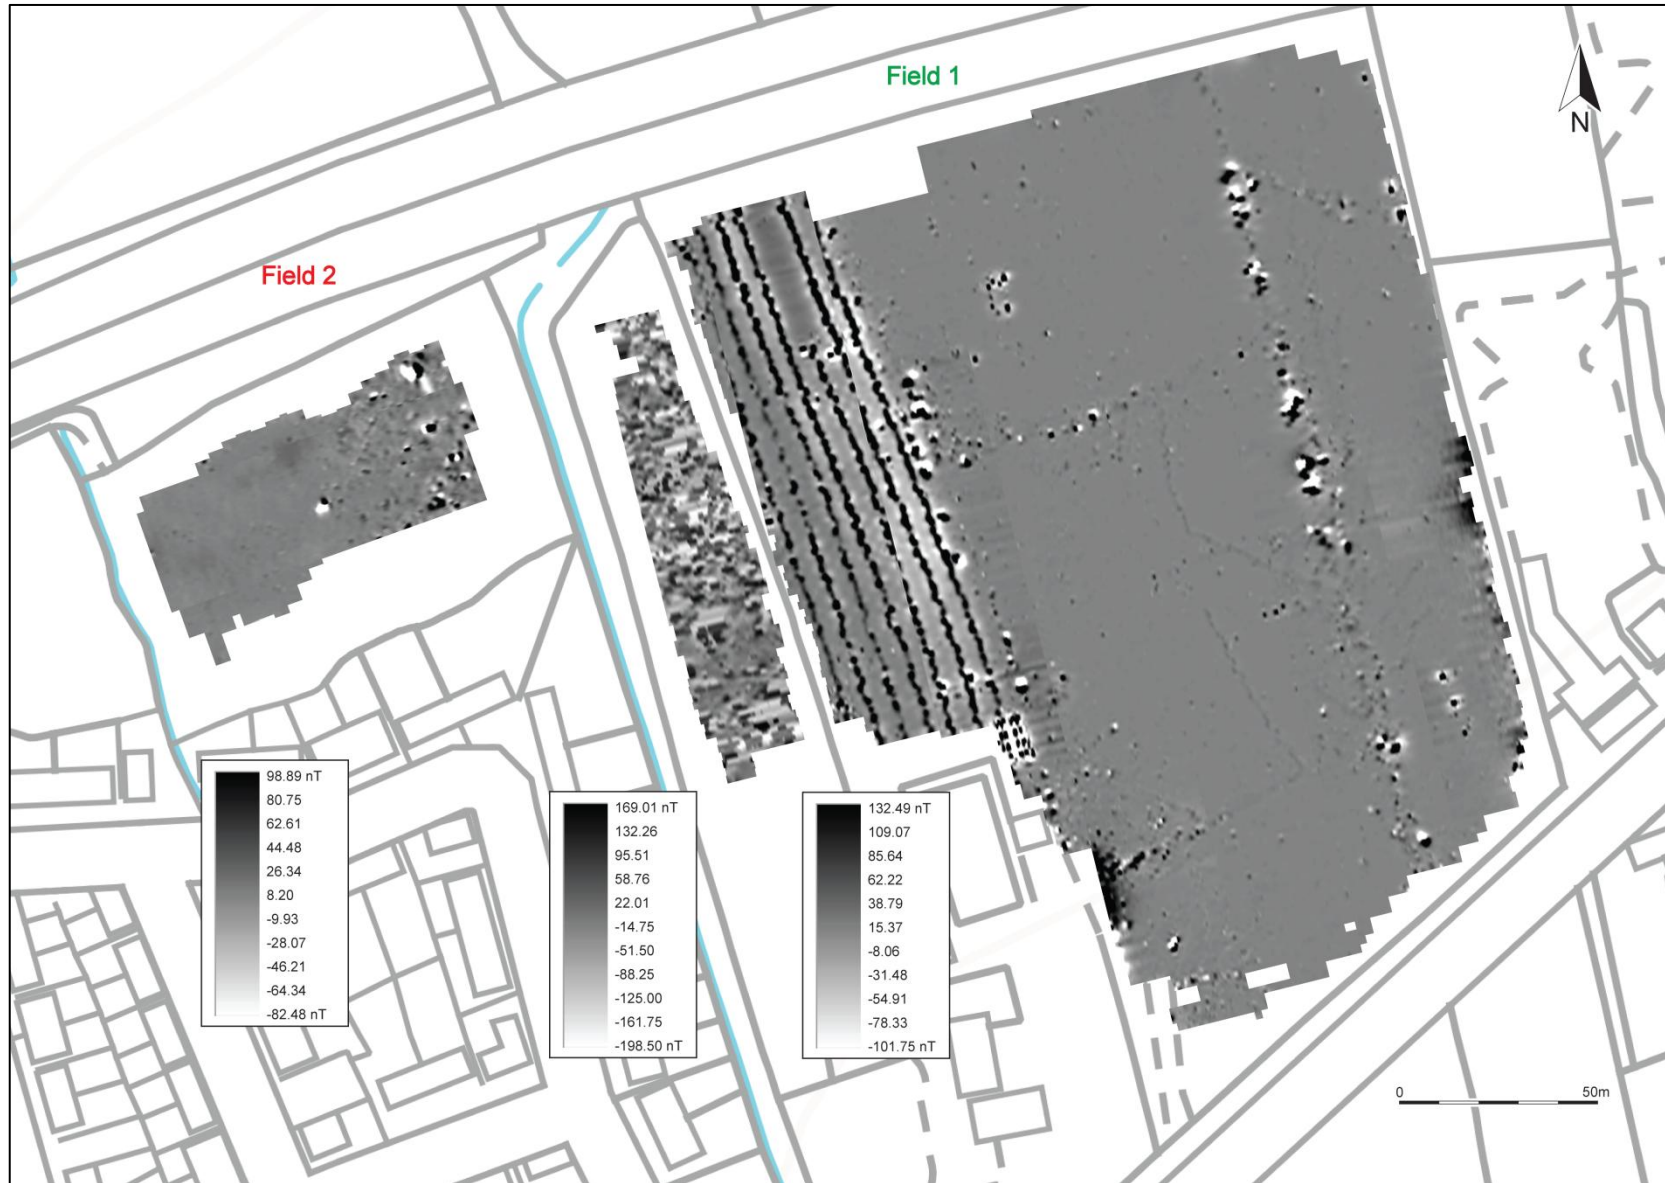 Field 1
N
Field 2
98.89 nT
80.75
62.61
44.48
26.34
8.20
-9.93
-28.07
-46.21
-64.34
-82.48 nT
169.01 nT
132.26
95.51
58.76
22.01
-14.75
-51.50
-88.25
-125.00
-161.75
-198.50 nT
132.49 nT
109.07
85.64
62.22
38.79
15.37
-8.06
-31.48
-54.91
-78.33
-101.75 nT
0 50m